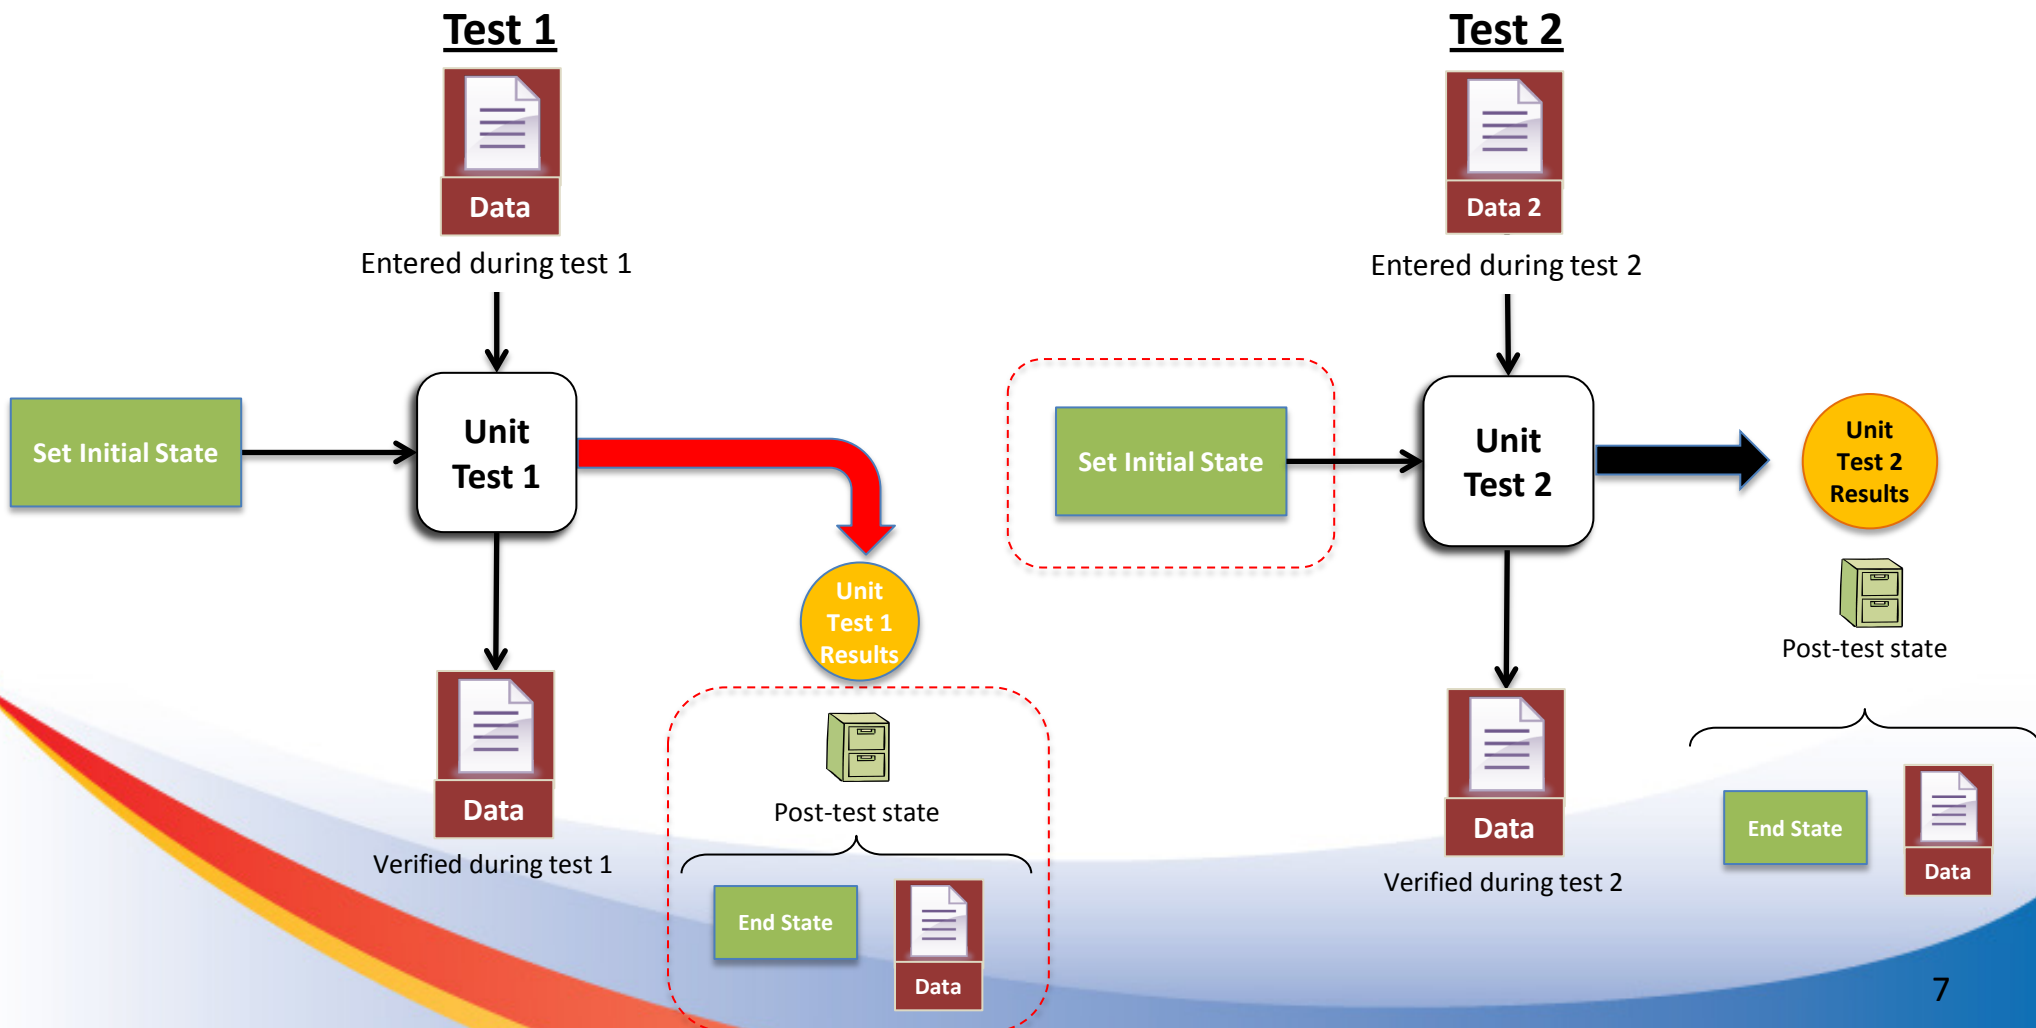 Test 1
Data
Entered during test 1
Set Initial State
Unit
Test 1
Unit
Test 1
Results
Data
Verified during test 1
Post-test state
End State
Data
Test 2
Data 2
Entered during test 2
Set Initial State
Unit
Test 2
Unit
Test 2
Results
Post-test state
Data
Verified during test 2
End State
Data
7